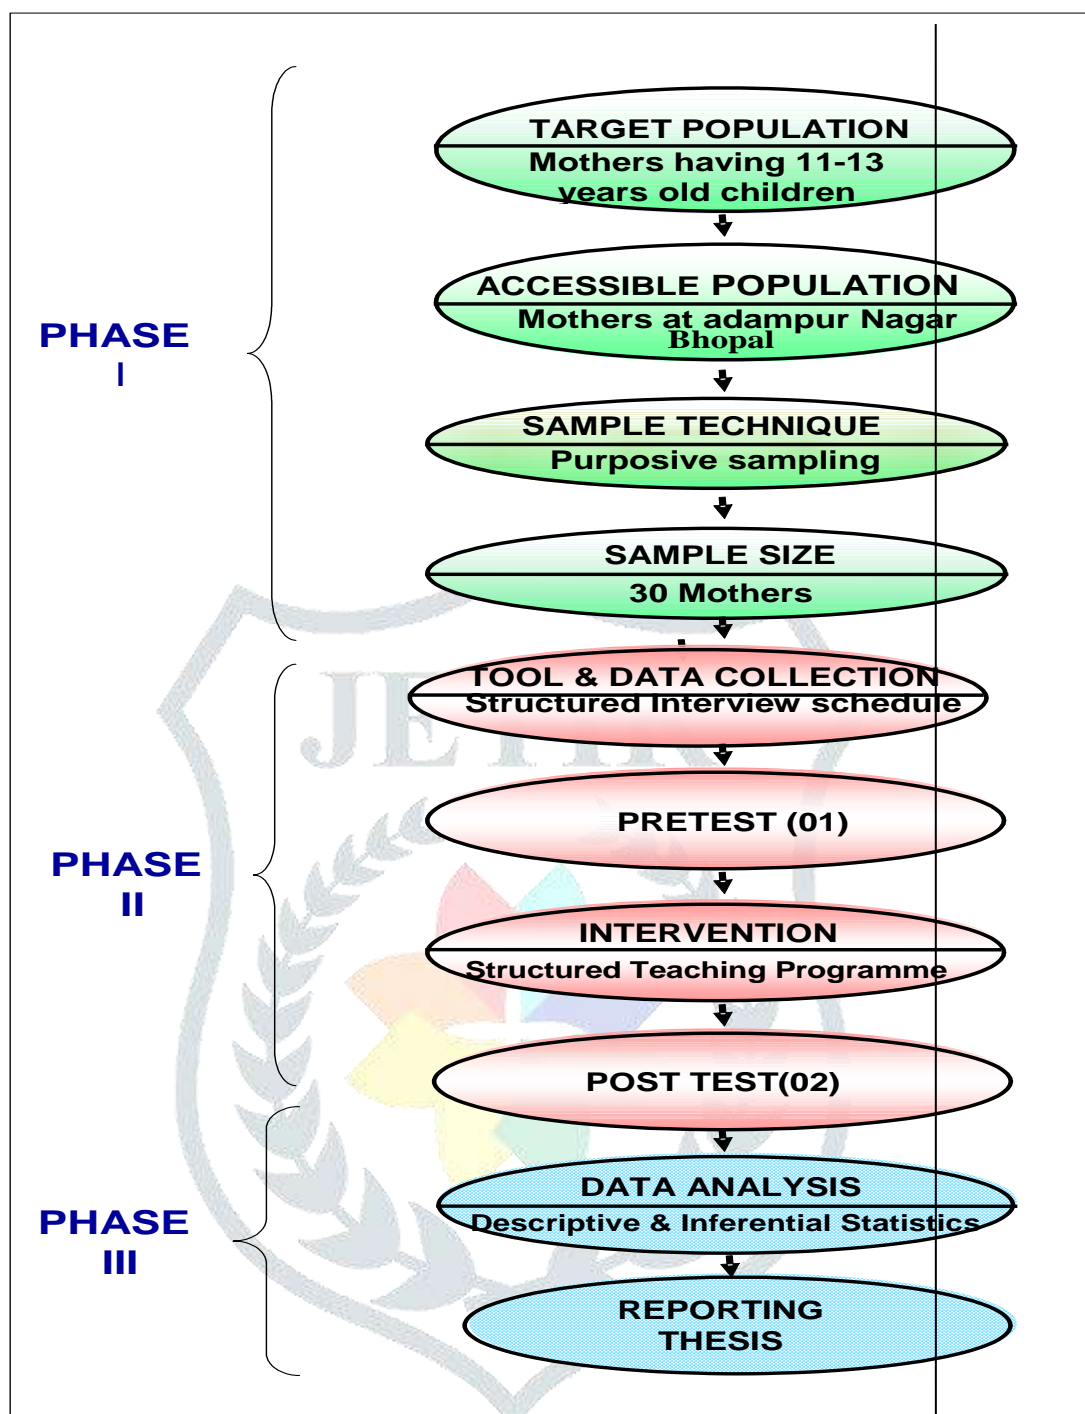 TARGET POPULATION
Mothers having 11-13
years old children
ACCESSIBLE POPULATION
Mothers at adampur Nagar
Bhopal
PHASE
I
SAMPLE TECHNIQUE
Purposive sampling
SAMPLE SIZE
30 Mothers
TOOL & DATA COLLECTION
Structured Interview schedule
PRETEST (01)
PHASE
II
INTERVENTION
Structured Teaching Programme
POST TEST(02)
DATA ANALYSIS
Descriptive & Inferential Statistics
PHASE
III
REPORTING
THESIS
JETIR